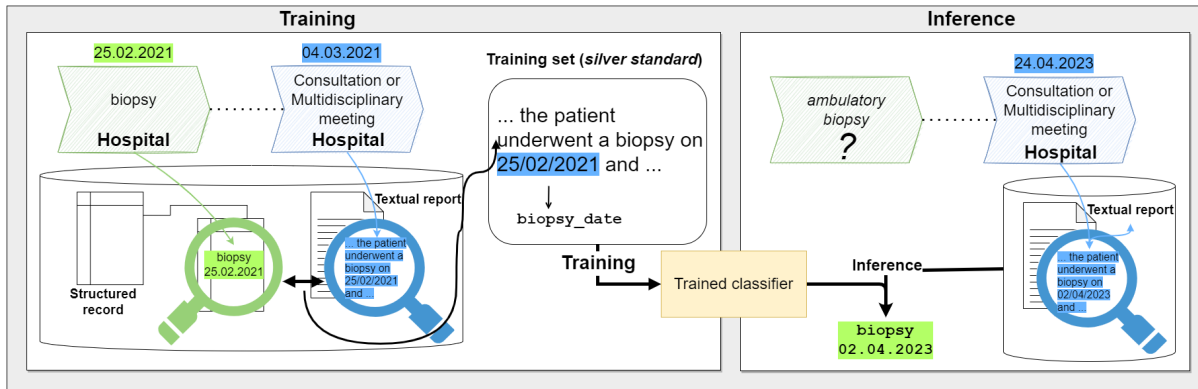 Training
25.02.2021
04.03.2021
biopsy
Hospital
Consultation or
Multidisciplinary
meeting
Hospital
Structured
record
biopsy
25.02.2021
Textual report
... the patient
underwent a
biopsy on
25/02/2021
and ...
Training set (silver standard)
... the patient
underwent a biopsy on
25/02/2021 and ...
biopsy_date
Training
Trained classifier
Inference
24.04.2023
ambulatory
biopsy
?
Consultation or
Multidisciplinary
meeting
Hospital
Textual report
... the patient
underwent a
biopsy on
02/04/2023
and ...
Inference
biopsy
02.04.2023